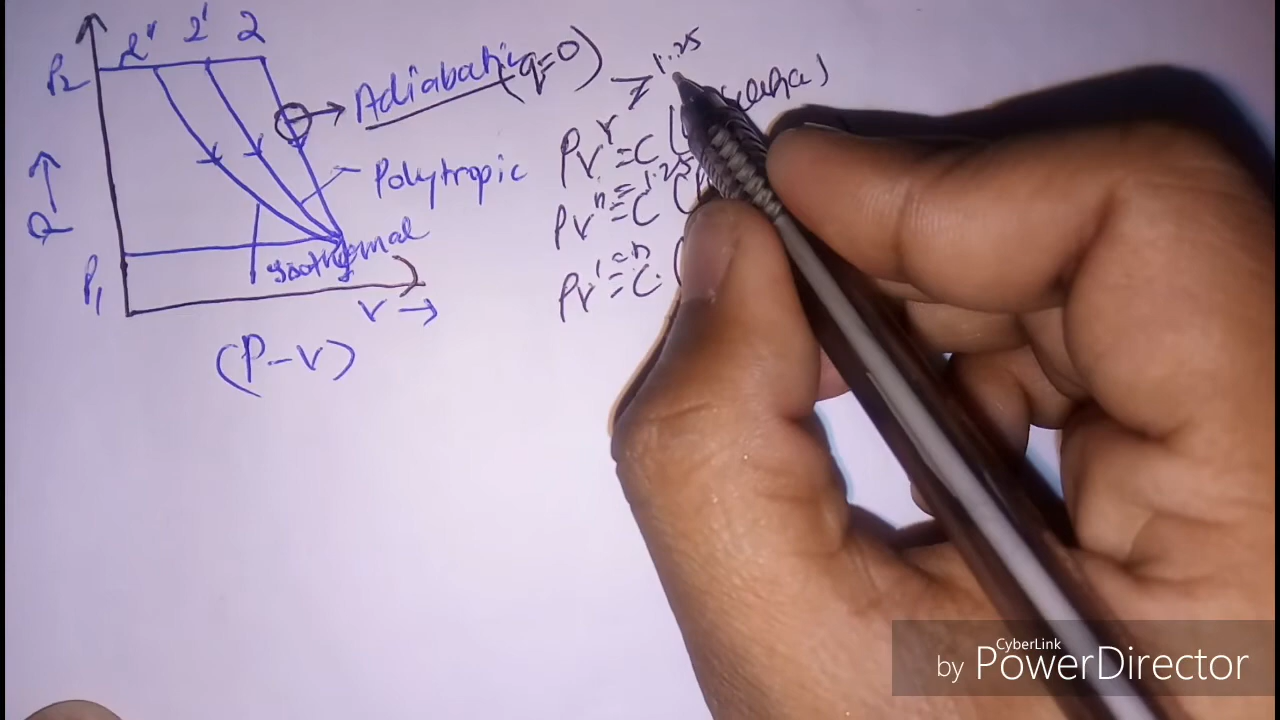 2" 2' 2
P2
Adiabatic (q=0)
1.25
Polytropic
Pv^γ = C
Pv^n = C
1.25
Pv^1 = C
Isothermal
P1
P →
V →
(P-V)
CyberLink
by PowerDirector